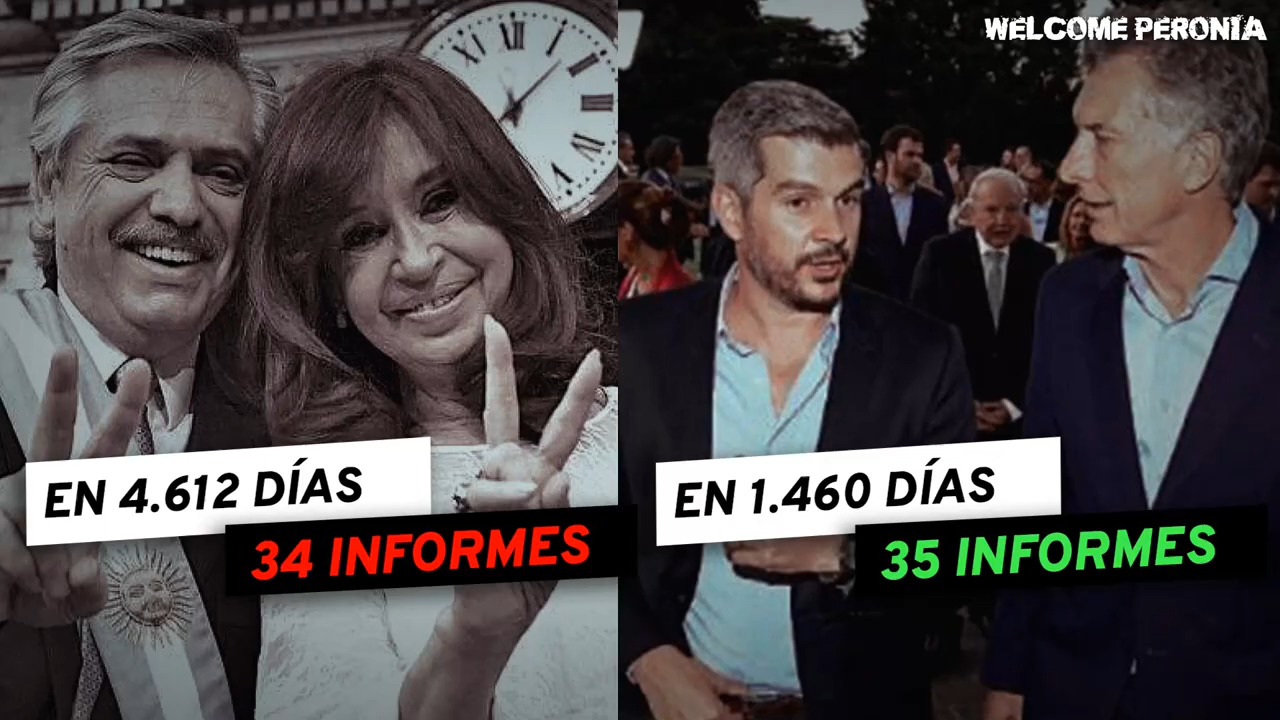 WELCOME PERONIA
EN 4.612 DÍAS
34 INFORMES
EN 1.460 DÍAS
35 INFORMES